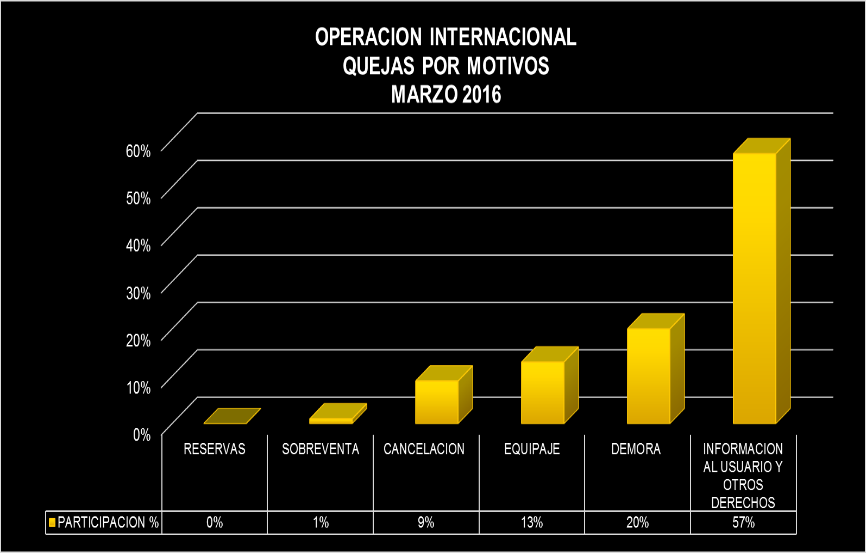 OPERACION INTERNACIONAL
QUEJAS POR MOTIVOS
MARZO 2016
60%
50%
40%
30%
20%
10%
0%
RESERVAS
SOBREVENTA
CANCELACION
EQUIPAJE
DEMORA
INFORMACION
AL USUARIO Y
OTROS
DERECHOS
PARTICIPACION % 0% 1% 9% 13% 20% 57%